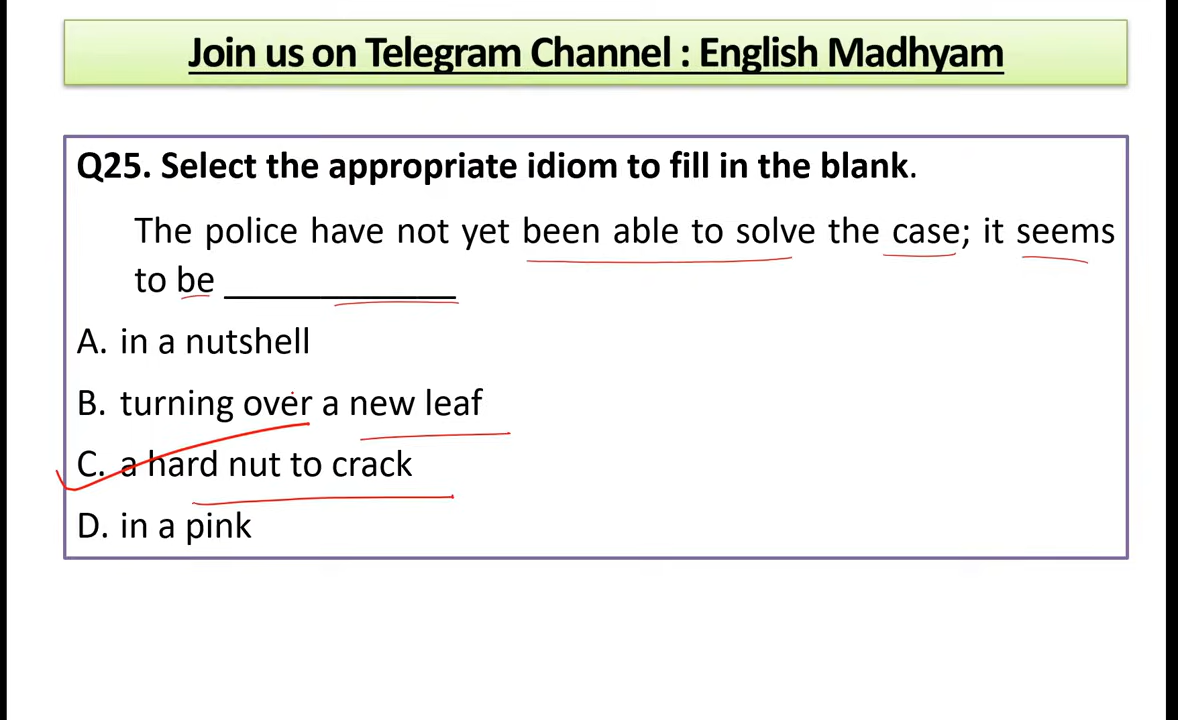 Join us on Telegram Channel : English Madhyam
Q25. Select the appropriate idiom to fill in the blank.
The police have not yet been able to solve the case; it seems
to be ____________
A. in a nutshell
B. turning over a new leaf
C. a hard nut to crack
D. in a pink